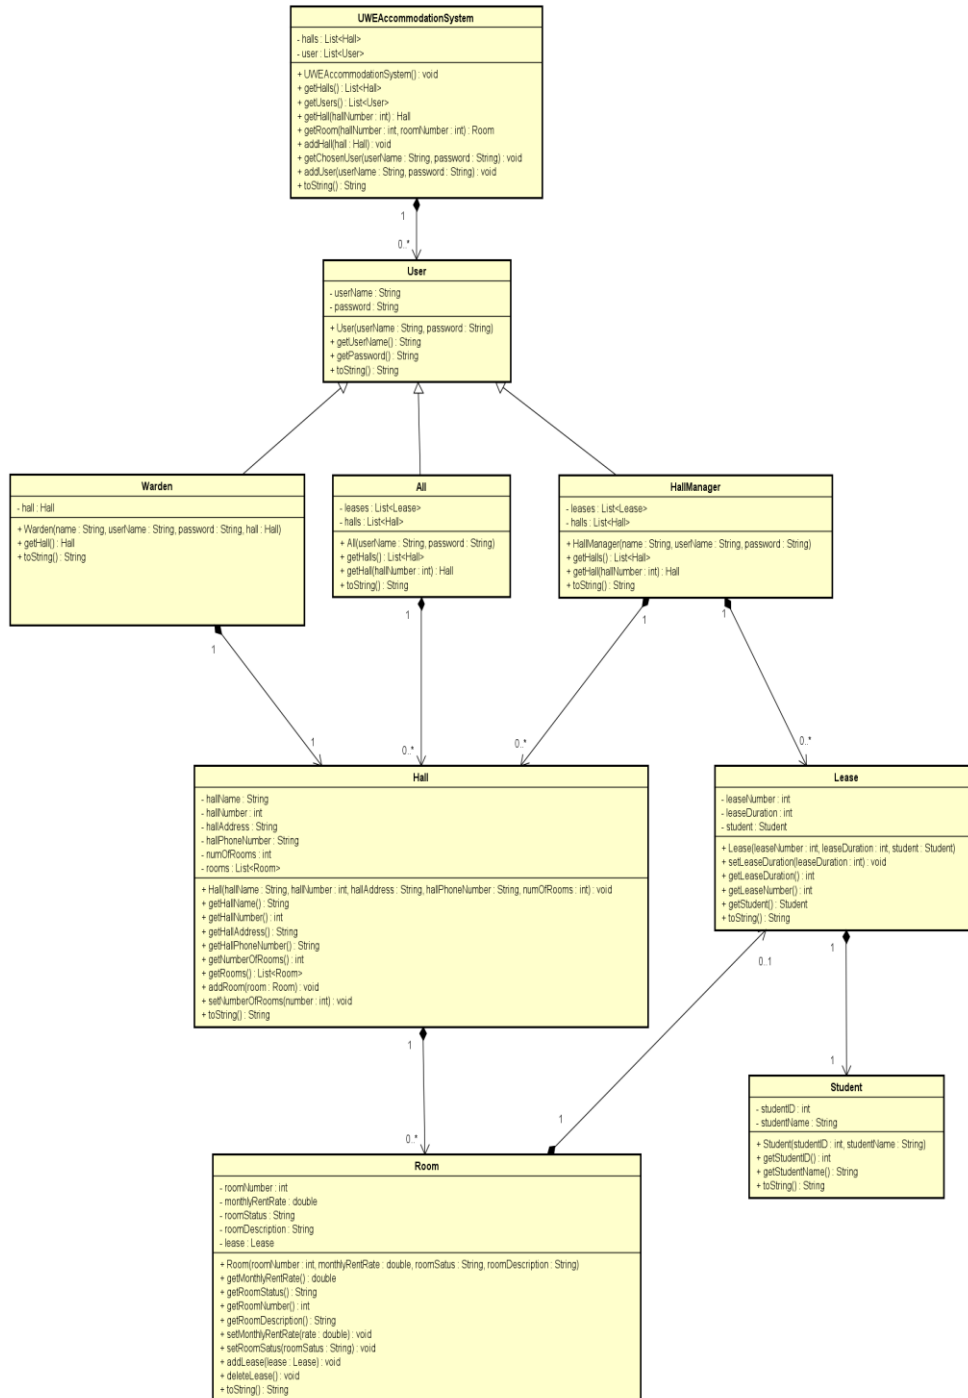 UWEAccommodationSystem
- halls : List<Hall>
- user : List<User>
+ UWEAccommodationSystem() : void
+ getHalls() : List<Hall>
+ getUsers() : List<User>
+ getHall(hallNumber : int) : Hall
+ getRoom(hallNumber : int, roomNumber : int) : Room
+ addHall(hall : Hall) : void
+ getChosenUser(userName : String, password : String) : void
+ addUser(userName : String, password : String) : void
+ toString() : String
1
0..*
User
- userName : String
- password : String
+ User(userName : String, password : String)
+ getUserName() : String
+ getPassword() : String
+ toString() : String
Warden
- hall : Hall
+ Warden(name : String, userName : String, password : String, hall : Hall)
+ getHall() : Hall
+ toString() : String
All
- leases : List<Lease>
- halls : List<Hall>
+ All(userName : String, password : String)
+ getHalls() : List<Hall>
+ getHall(hallNumber : int) : Hall
+ toString() : String
HallManager
- leases : List<Lease>
- halls : List<Hall>
+ HallManager(name : String, userName : String, password : String)
+ getHalls() : List<Hall>
+ getHall(hallNumber : int) : Hall
+ toString() : String
1
1
1
1
1
0..*
0..*
0..*
Hall
- hallName : String
- hallNumber : int
- hallAddress : String
- hallPhoneNumber : String
- numOfRooms : int
- rooms : List<Room>
+ Hall(hallName : String, hallNumber : int, hallAddress : String, hallPhoneNumber : String, numOfRooms : int) : void
+ getHallName() : String
+ getHallNumber() : int
+ getHallAddress() : String
+ getHallPhoneNumber() : String
+ getNumberOfRooms() : int
+ getRooms() : List<Room>
+ addRoom(room : Room) : void
+ setNumberOfRooms(number : int) : void
+ toString() : String
Lease
- leaseNumber : int
- leaseDuration : int
- student : Student
+ Lease(leaseNumber : int, leaseDuration : int, student : Student)
+ setLeaseDuration(leaseDuration : int) : void
+ getLeaseDuration() : int
+ getLeaseNumber() : int
+ getStudent() : Student
+ toString() : String
1
0..1
1
1
0..*
1
Student
- studentID : int
- studentName : String
+ Student(studentID : int, studentName : String)
+ getStudentID() : int
+ getStudentName() : String
+ toString() : String
Room
- roomNumber : int
- monthlyRentRate : double
- roomStatus : String
- roomDescription : String
- lease : Lease
+ Room(roomNumber : int, monthlyRentRate : double, roomSatus : String, roomDescription : String)
+ getMonthlyRentRate() : double
+ getRoomStatus() : String
+ getRoomNumber() : int
+ getRoomDescription() : String
+ setMonthlyRentRate(rate : double) : void
+ setRoomSatus(roomSatus : String) : void
+ addLease(lease : Lease) : void
+ deleteLease() : void
+ toString() : String